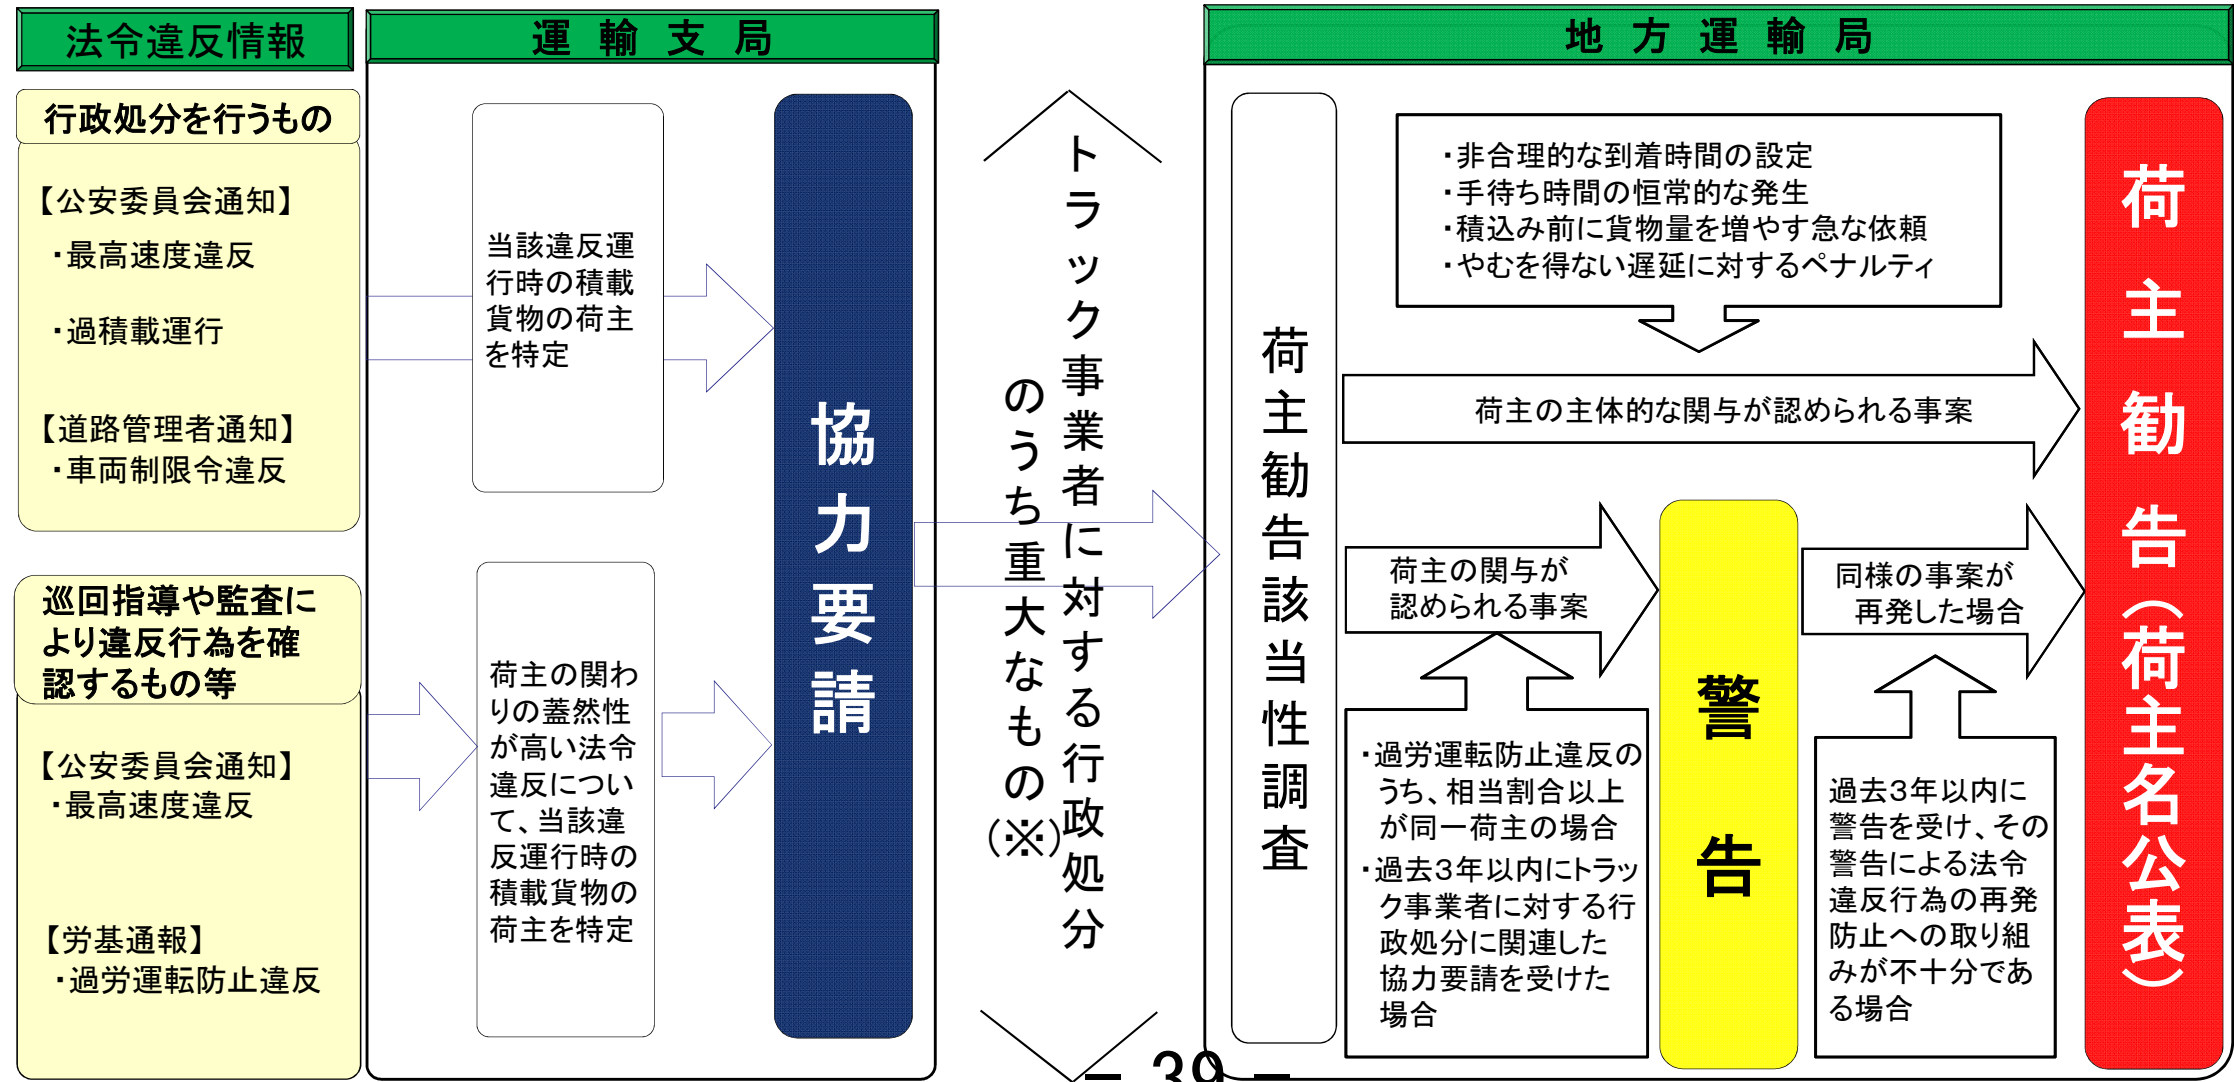 法令違反情報
行政処分を行うもの
【公安委員会通知】
・最高速度違反
・過積載運行
【道路管理者通知】
・車両制限令違反
巡回指導や監査に
より違反行為を確
認するもの等
【公安委員会通知】
・最高速度違反
【労基通報】
・過労運転防止違反
運輸支局
当該違反運
行時の積載
貨物の荷主
を特定
荷主の関わ
りの蓋然性
が高い法令
違反につい
て、当該違
反運行時の
積載貨物の
荷主を特定
協力要請
トラック事業者に対する行政処分
のうち重大なもの(※)
地方運輸局
荷主勧告該当性調査
・非合理的な到着時間の設定
・手待ち時間の恒常的な発生
・積込み前に貨物量を増やす急な依頼
・やむを得ない遅延に対するペナルティ
荷主の主体的な関与が認められる事案
荷主の関与が
認められる事案
・過労運転防止違反の
うち、相当割合以上
が同一荷主の場合
・過去3年以内にトラッ
ク事業者に対する行
政処分に関連した
協力要請を受けた
場合
警告
同様の事案が
再発した場合
過去3年以内に
警告を受け、その
警告による法令
違反行為の再発
防止への取り組
みが不十分であ
る場合
荷主勧告(荷主名公表)
- 39 -